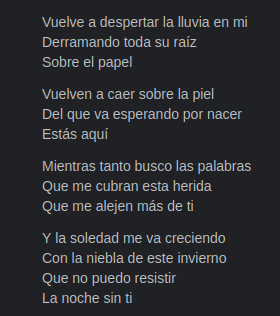 Vuelve a despertar la lluvia en mi
Derramando toda su raíz
Sobre el papel
Vuelven a caer sobre la piel
Del que va esperando por nacer
Estás aquí
Mientras tanto busco las palabras
Que me cubran esta herida
Que me alejen más de ti
Y la soledad me va creciendo
Con la niebla de este invierno
Que no puedo resistir
La noche sin ti